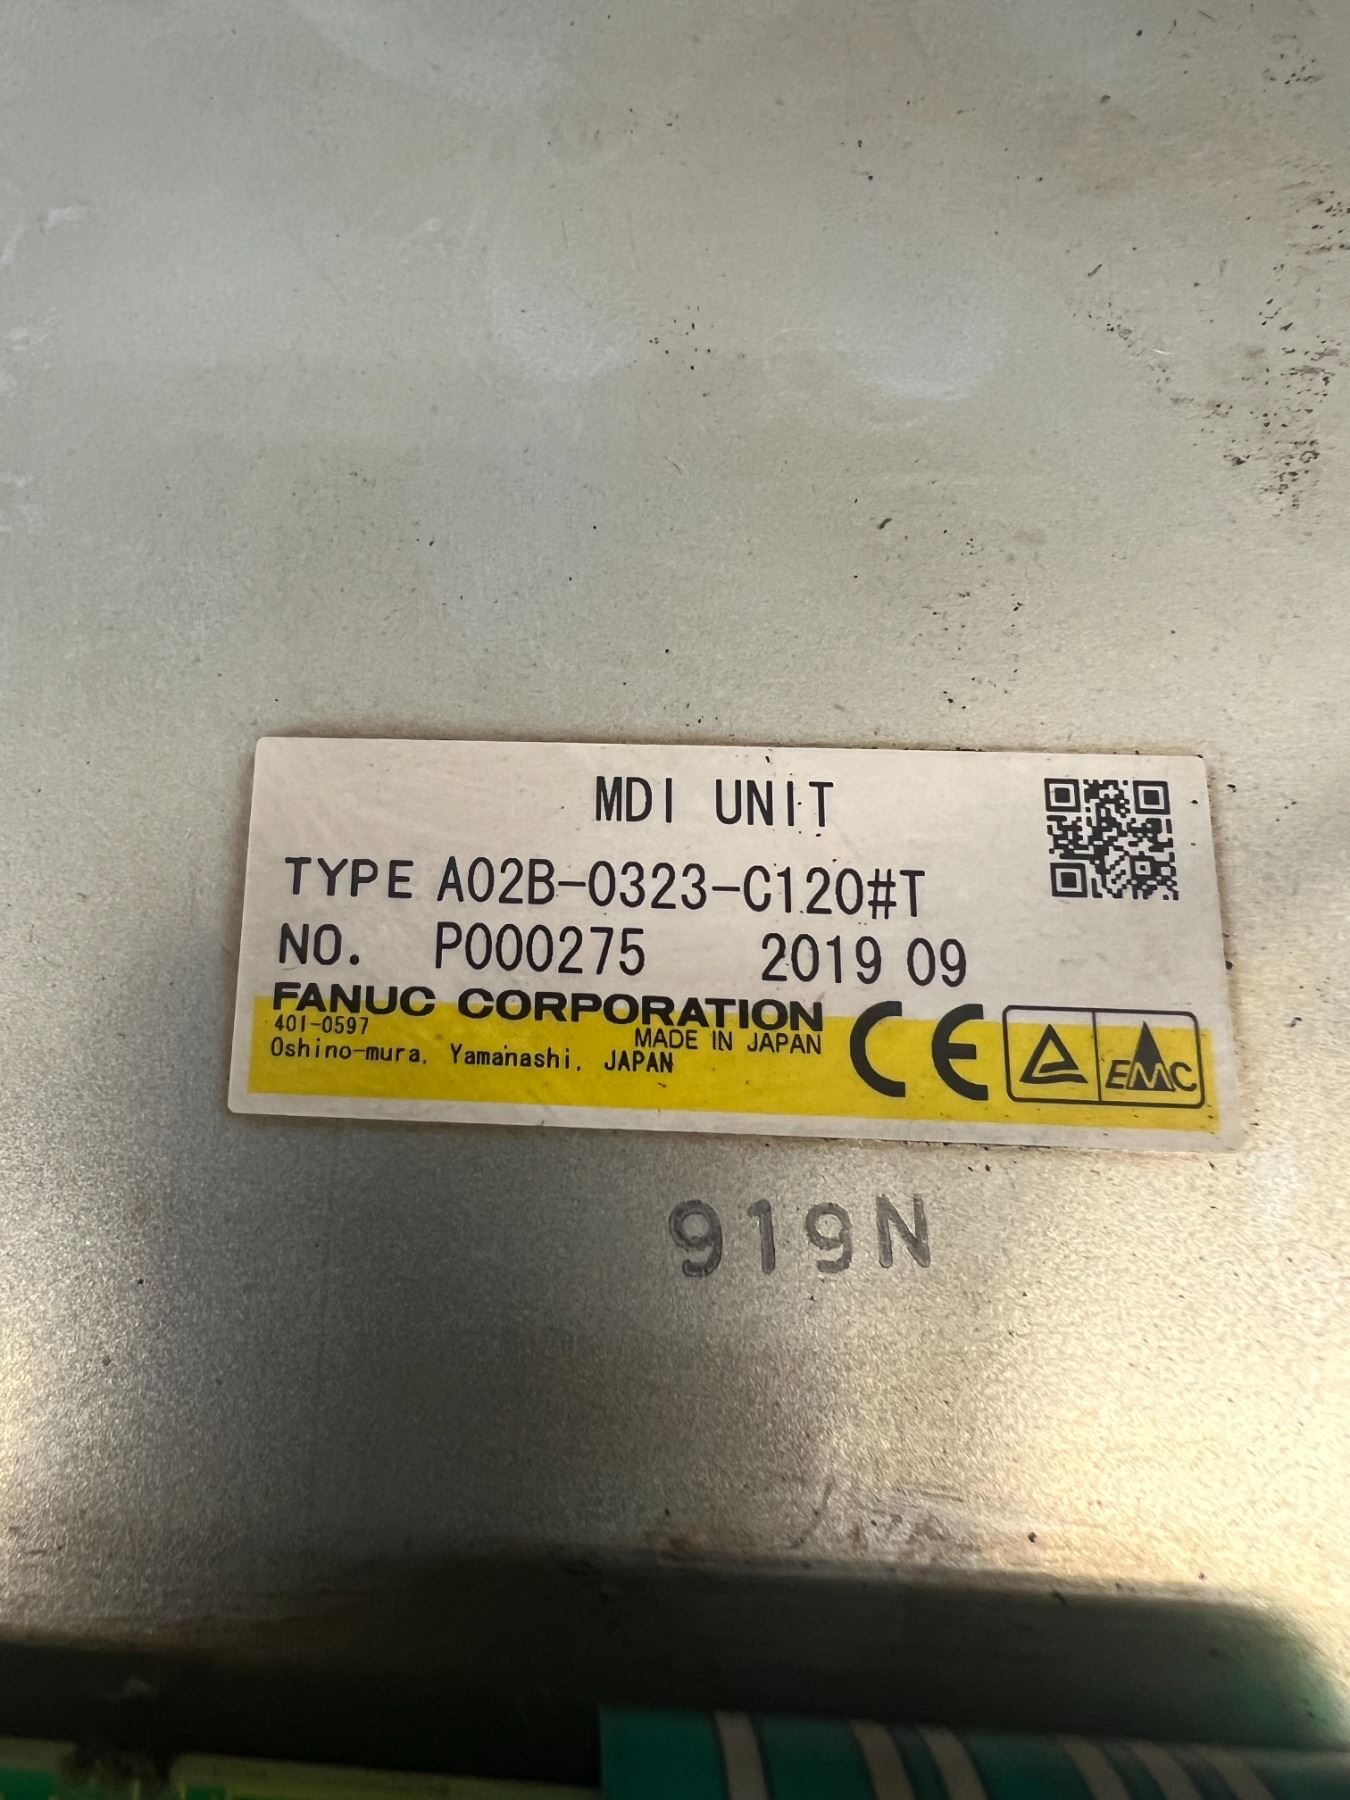 MDI UNIT
TYPE A02B-0323-C120#T
NO. P000275 2019 09
FANUC CORPORATION
401-0597 MADE IN JAPAN
Oshino-mura, Yamanashi, JAPAN
CE
EMC
919N